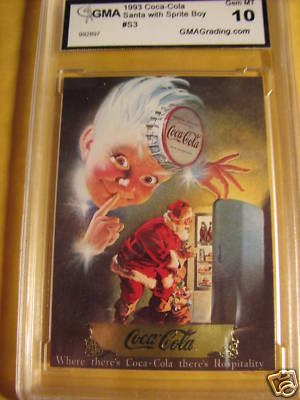 GMA
1993 Coca-Cola
Gem MT
Santa with Sprite Boy
10
992897
#S3
GMAGrading.com
Coca-Cola
Coca-Cola
Where there's Coca-Cola there's Hospitality